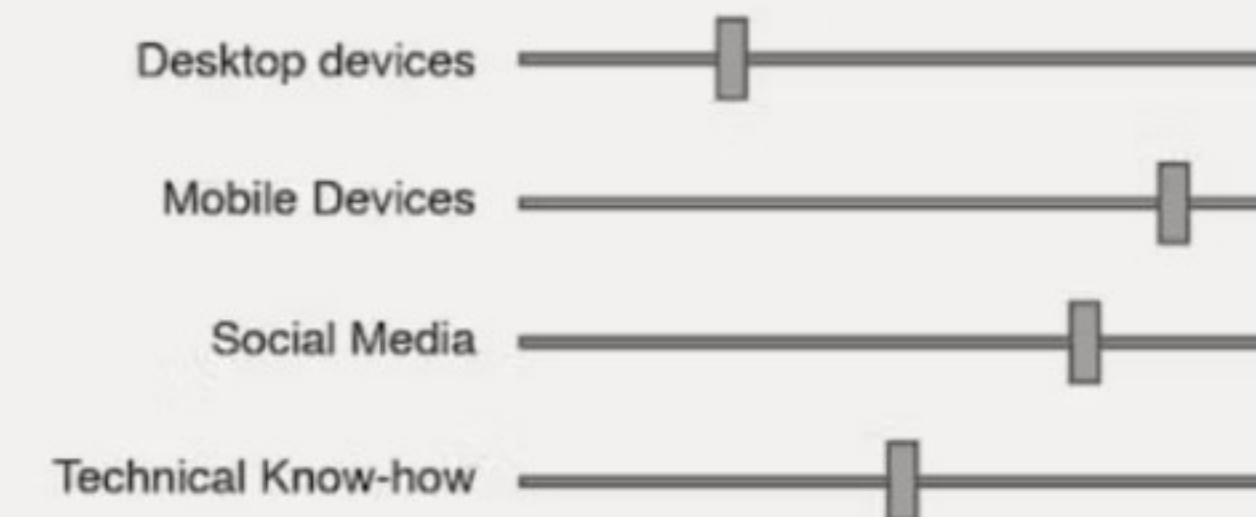 Desktop devices
Mobile Devices
Social Media
Technical Know-how